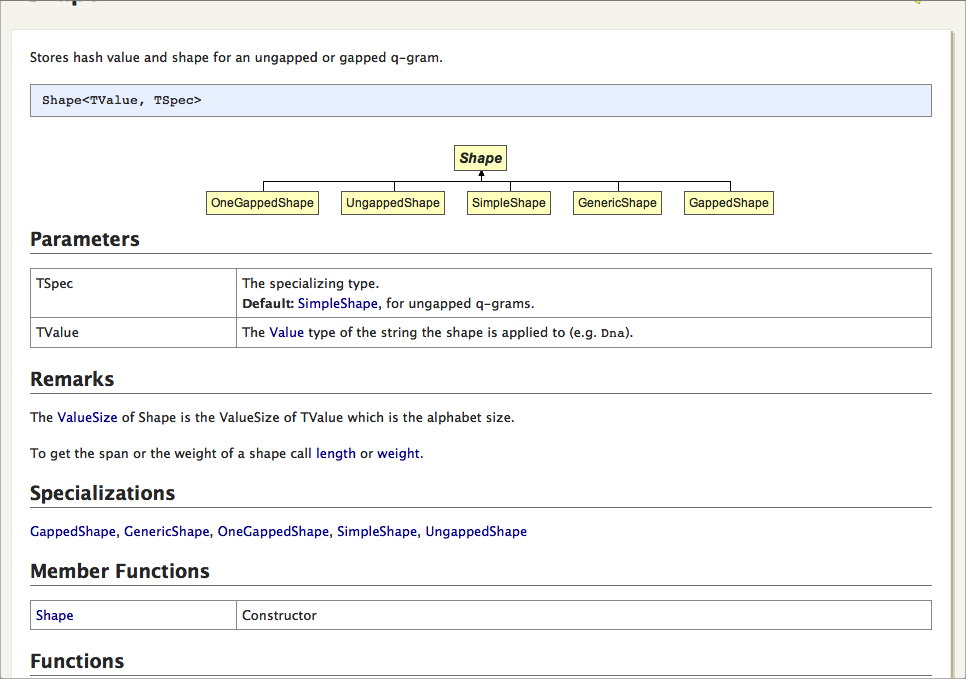 Stores hash value and shape for an ungapped or gapped q-gram.
Shape<TValue, TSpec>
Shape
OneGappedShape UngappedShape SimpleShape GenericShape GappedShape
Parameters
TSpec The specializing type.
Default: SimpleShape, for ungapped q-grams.
TValue The Value type of the string the shape is applied to (e.g. Dna).
Remarks
The ValueSize of Shape is the ValueSize of TValue which is the alphabet size.
To get the span or the weight of a shape call length or weight.
Specializations
GappedShape, GenericShape, OneGappedShape, SimpleShape, UngappedShape
Member Functions
Shape Constructor
Functions